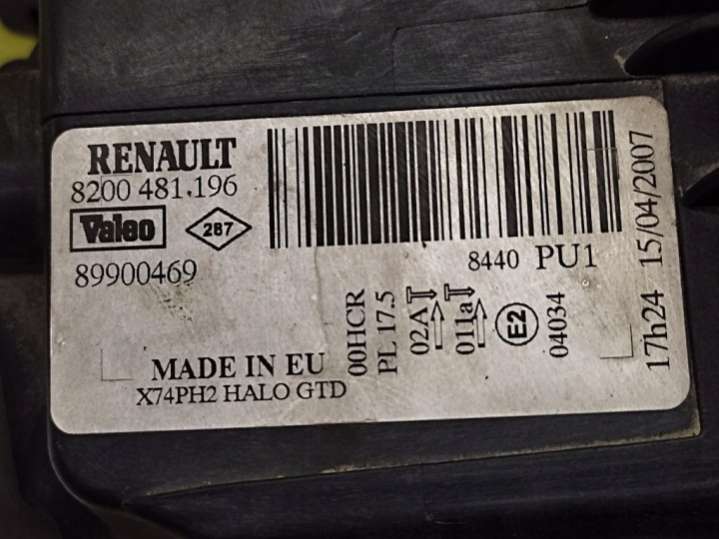 RENAULT
8200 481.196
Valeo
287
89900469
8440 PU1
MADE IN EU
X74PH2 HALO GTD
00HCR
PL 17.5
02A
011a
E2
04034
17h24 15/04/2007